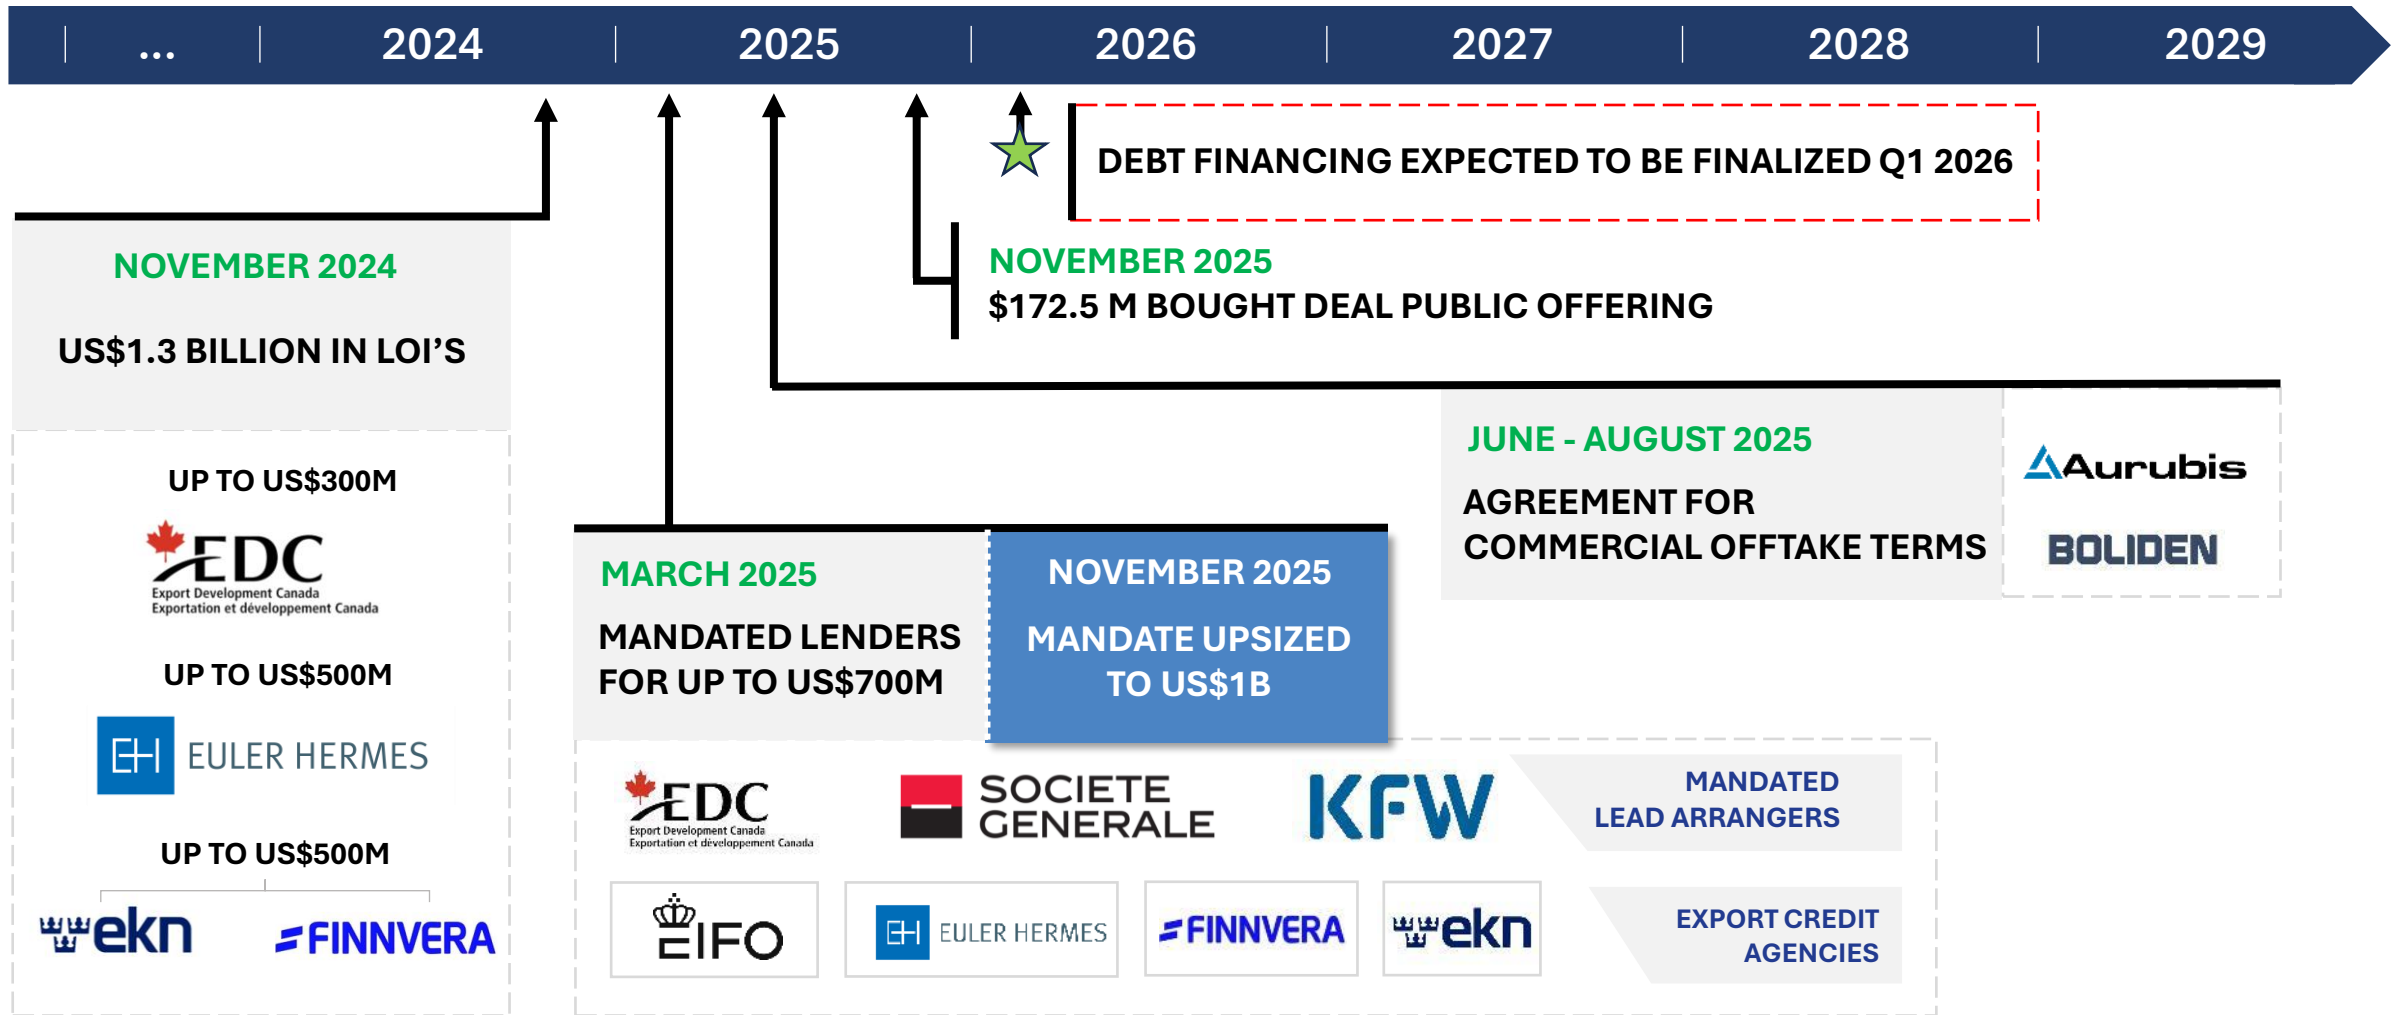 ... 2024 2025 2026 2027 2028 2029
DEBT FINANCING EXPECTED TO BE FINALIZED Q1 2026
NOVEMBER 2025
$172.5 M BOUGHT DEAL PUBLIC OFFERING
NOVEMBER 2024
US$1.3 BILLION IN LOI'S
UP TO US$300M
EDC
Export Development Canada
Exportation et développement Canada
UP TO US$500M
EH EULER HERMES
UP TO US$500M
ekn FINNVERA
JUNE - AUGUST 2025
AGREEMENT FOR
COMMERCIAL OFFTAKE TERMS
Aurubis
BOLIDEN
MARCH 2025
MANDATED LENDERS
FOR UP TO US$700M
NOVEMBER 2025
MANDATE UPSIZED
TO US$1B
EDC
Export Development Canada
Exportation et développement Canada
SOCIETE
GENERALE
KFW
MANDATED
LEAD ARRANGERS
EIFO
EH EULER HERMES
FINNVERA
ekn
EXPORT CREDIT
AGENCIES